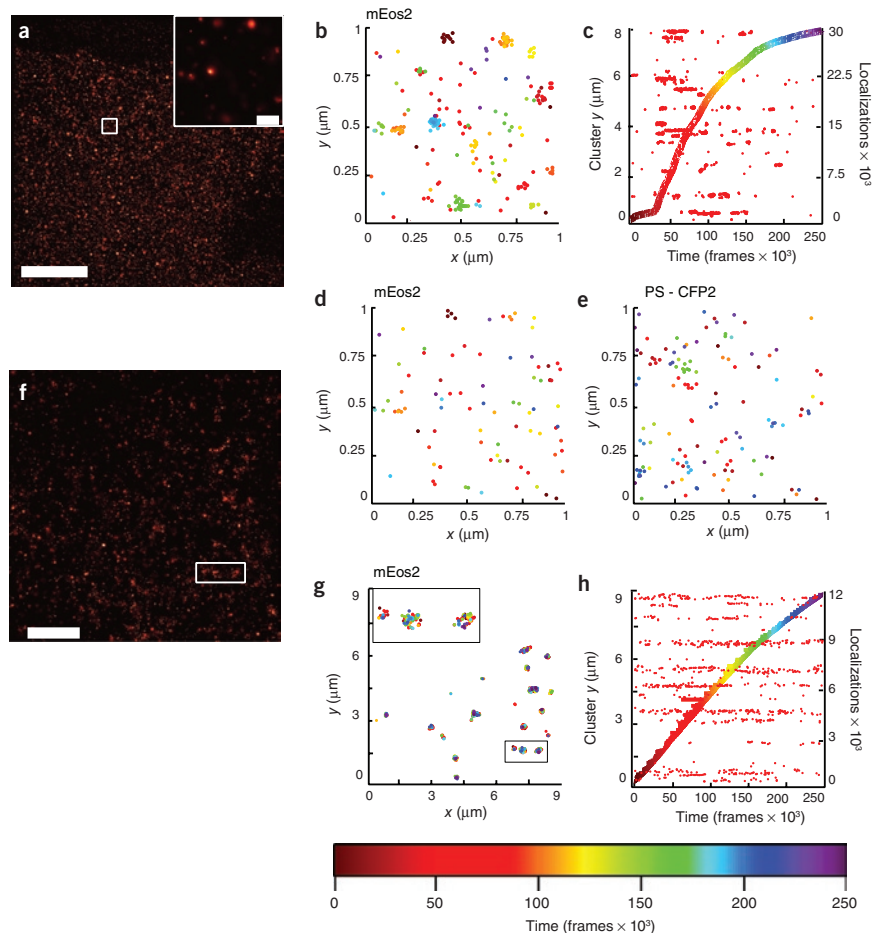 a
b
mEos2
1
0.75
0.50
0.25
0
y (µm)
0 0.25 0.5 0.75 1
x (µm)
c
8
6
4
2
0
Cluster y (µm)
30
22.5
15
7.5
0
Localizations × 10³
0 50 100 150 200 250
Time (frames × 10³)
d
mEos2
1
0.75
0.5
0.25
0
y (µm)
0 0.25 0.5 0.75 1
x (µm)
e
PS - CFP2
1
0.75
0.5
0.25
0
y (µm)
0 0.25 0.50 0.75 1
x (µm)
f
g
mEos2
9
6
3
0
y (µm)
0 3 6 9
x (µm)
h
9
6
3
0
Cluster y (µm)
12
9
6
3
0
Localizations × 10³
0 50 100 150 200 250
Time (frames × 10³)
0 50 100 150 200 250
Time (frames × 10³)